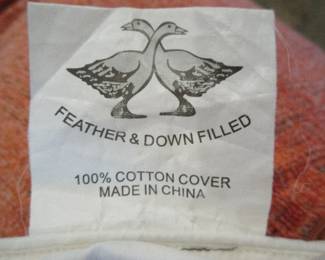 FEATHER & DOWN FILLED
100% COTTON COVER
MADE IN CHINA